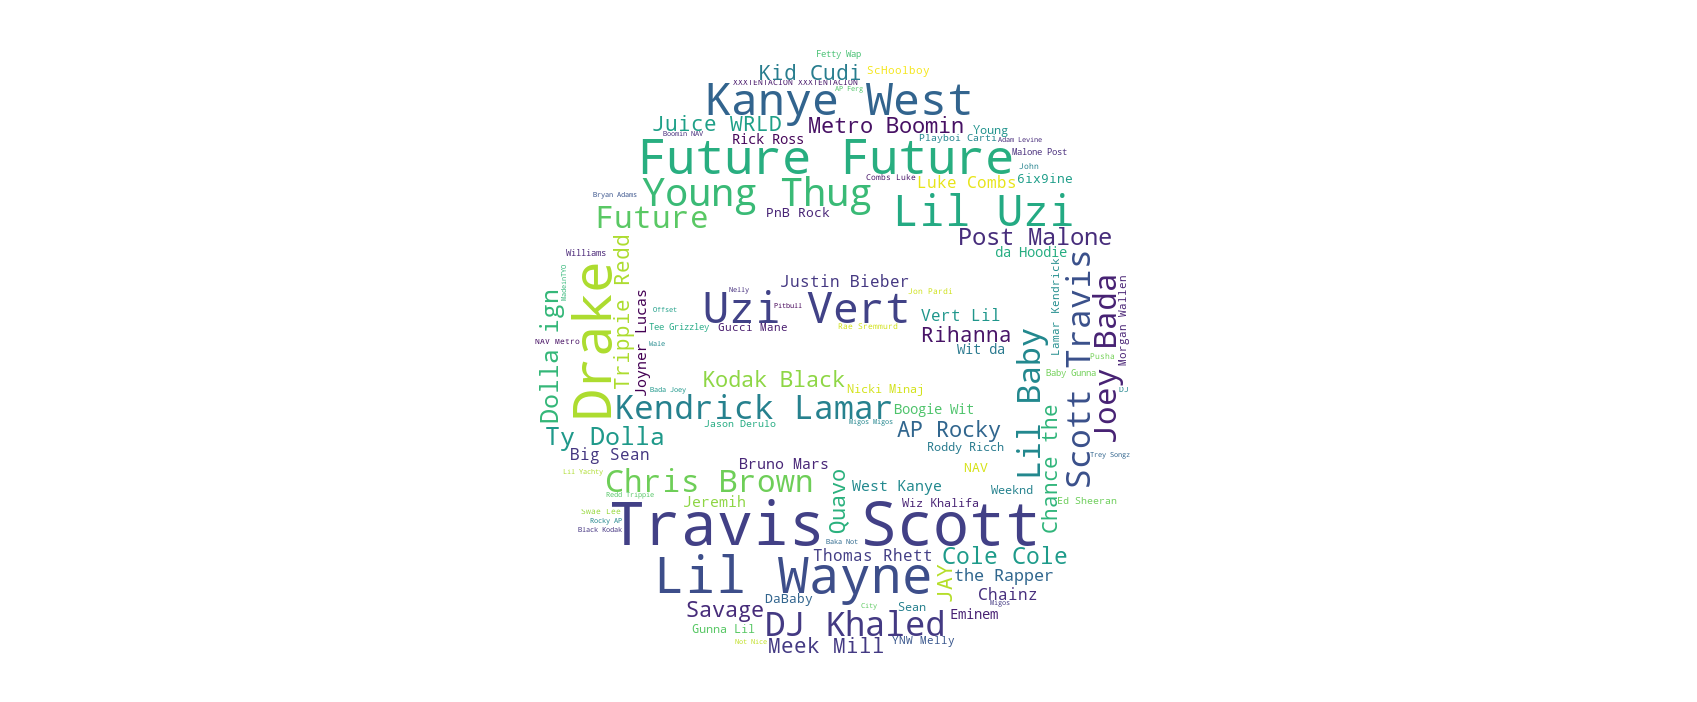 Fetty Wap
Kid Cudi
ScHoolboy
XXXTENTACION XXXTENTACION
AP Ferg
Kanye West
Juice WRLD
Metro Boomin
Young
Boomin NAV
Rick Ross
Playboi Carti
Adam Levine
Future Future
Malone Post
John
Combs Luke
Luke Combs
6ix9ine
Young Thug
Bryan Adams
Lil Uzi
PnB Rock
Future
Post Malone
Williams
da Hoodie
Trippie Redd
Drake
MadeinTYO
Dolla ign
Joyner Lucas
Justin Bieber
Nelly
Uzi Vert
Pitbull
Jon Pardi
Lamar Kendrick
Scott Travis
Joey Bada
Morgan Wallen
Offset
Tee Grizzley
Gucci Mane
Rae Sremmurd
Vert Lil
Rihanna
NAV Metro
Wale
Wit da
Lil Baby
Pusha
Baby Gunna
Kodak Black
Bada Joey
Nicki Minaj
DJ
Kendrick Lamar
Boogie Wit
Chance the
Jason Derulo
Migos Migos
AP Rocky
Ty Dolla
Roddy Ricch
Big Sean
Trey Songz
Bruno Mars
NAV
Lil Yachty
Chris Brown
Quavo
West Kanye
Weeknd
Redd Trippie
Jeremih
Wiz Khalifa
Ed Sheeran
Swae Lee
Rocky AP
Black Kodak
Travis Scott
Baka Not
Thomas Rhett
Cole Cole
Lil Wayne
JAY
the Rapper
DaBaby
Chainz
Savage
City
Sean
Migos
DJ Khaled
Eminem
Gunna Lil
Not Nice
Meek Mill
YNW Melly